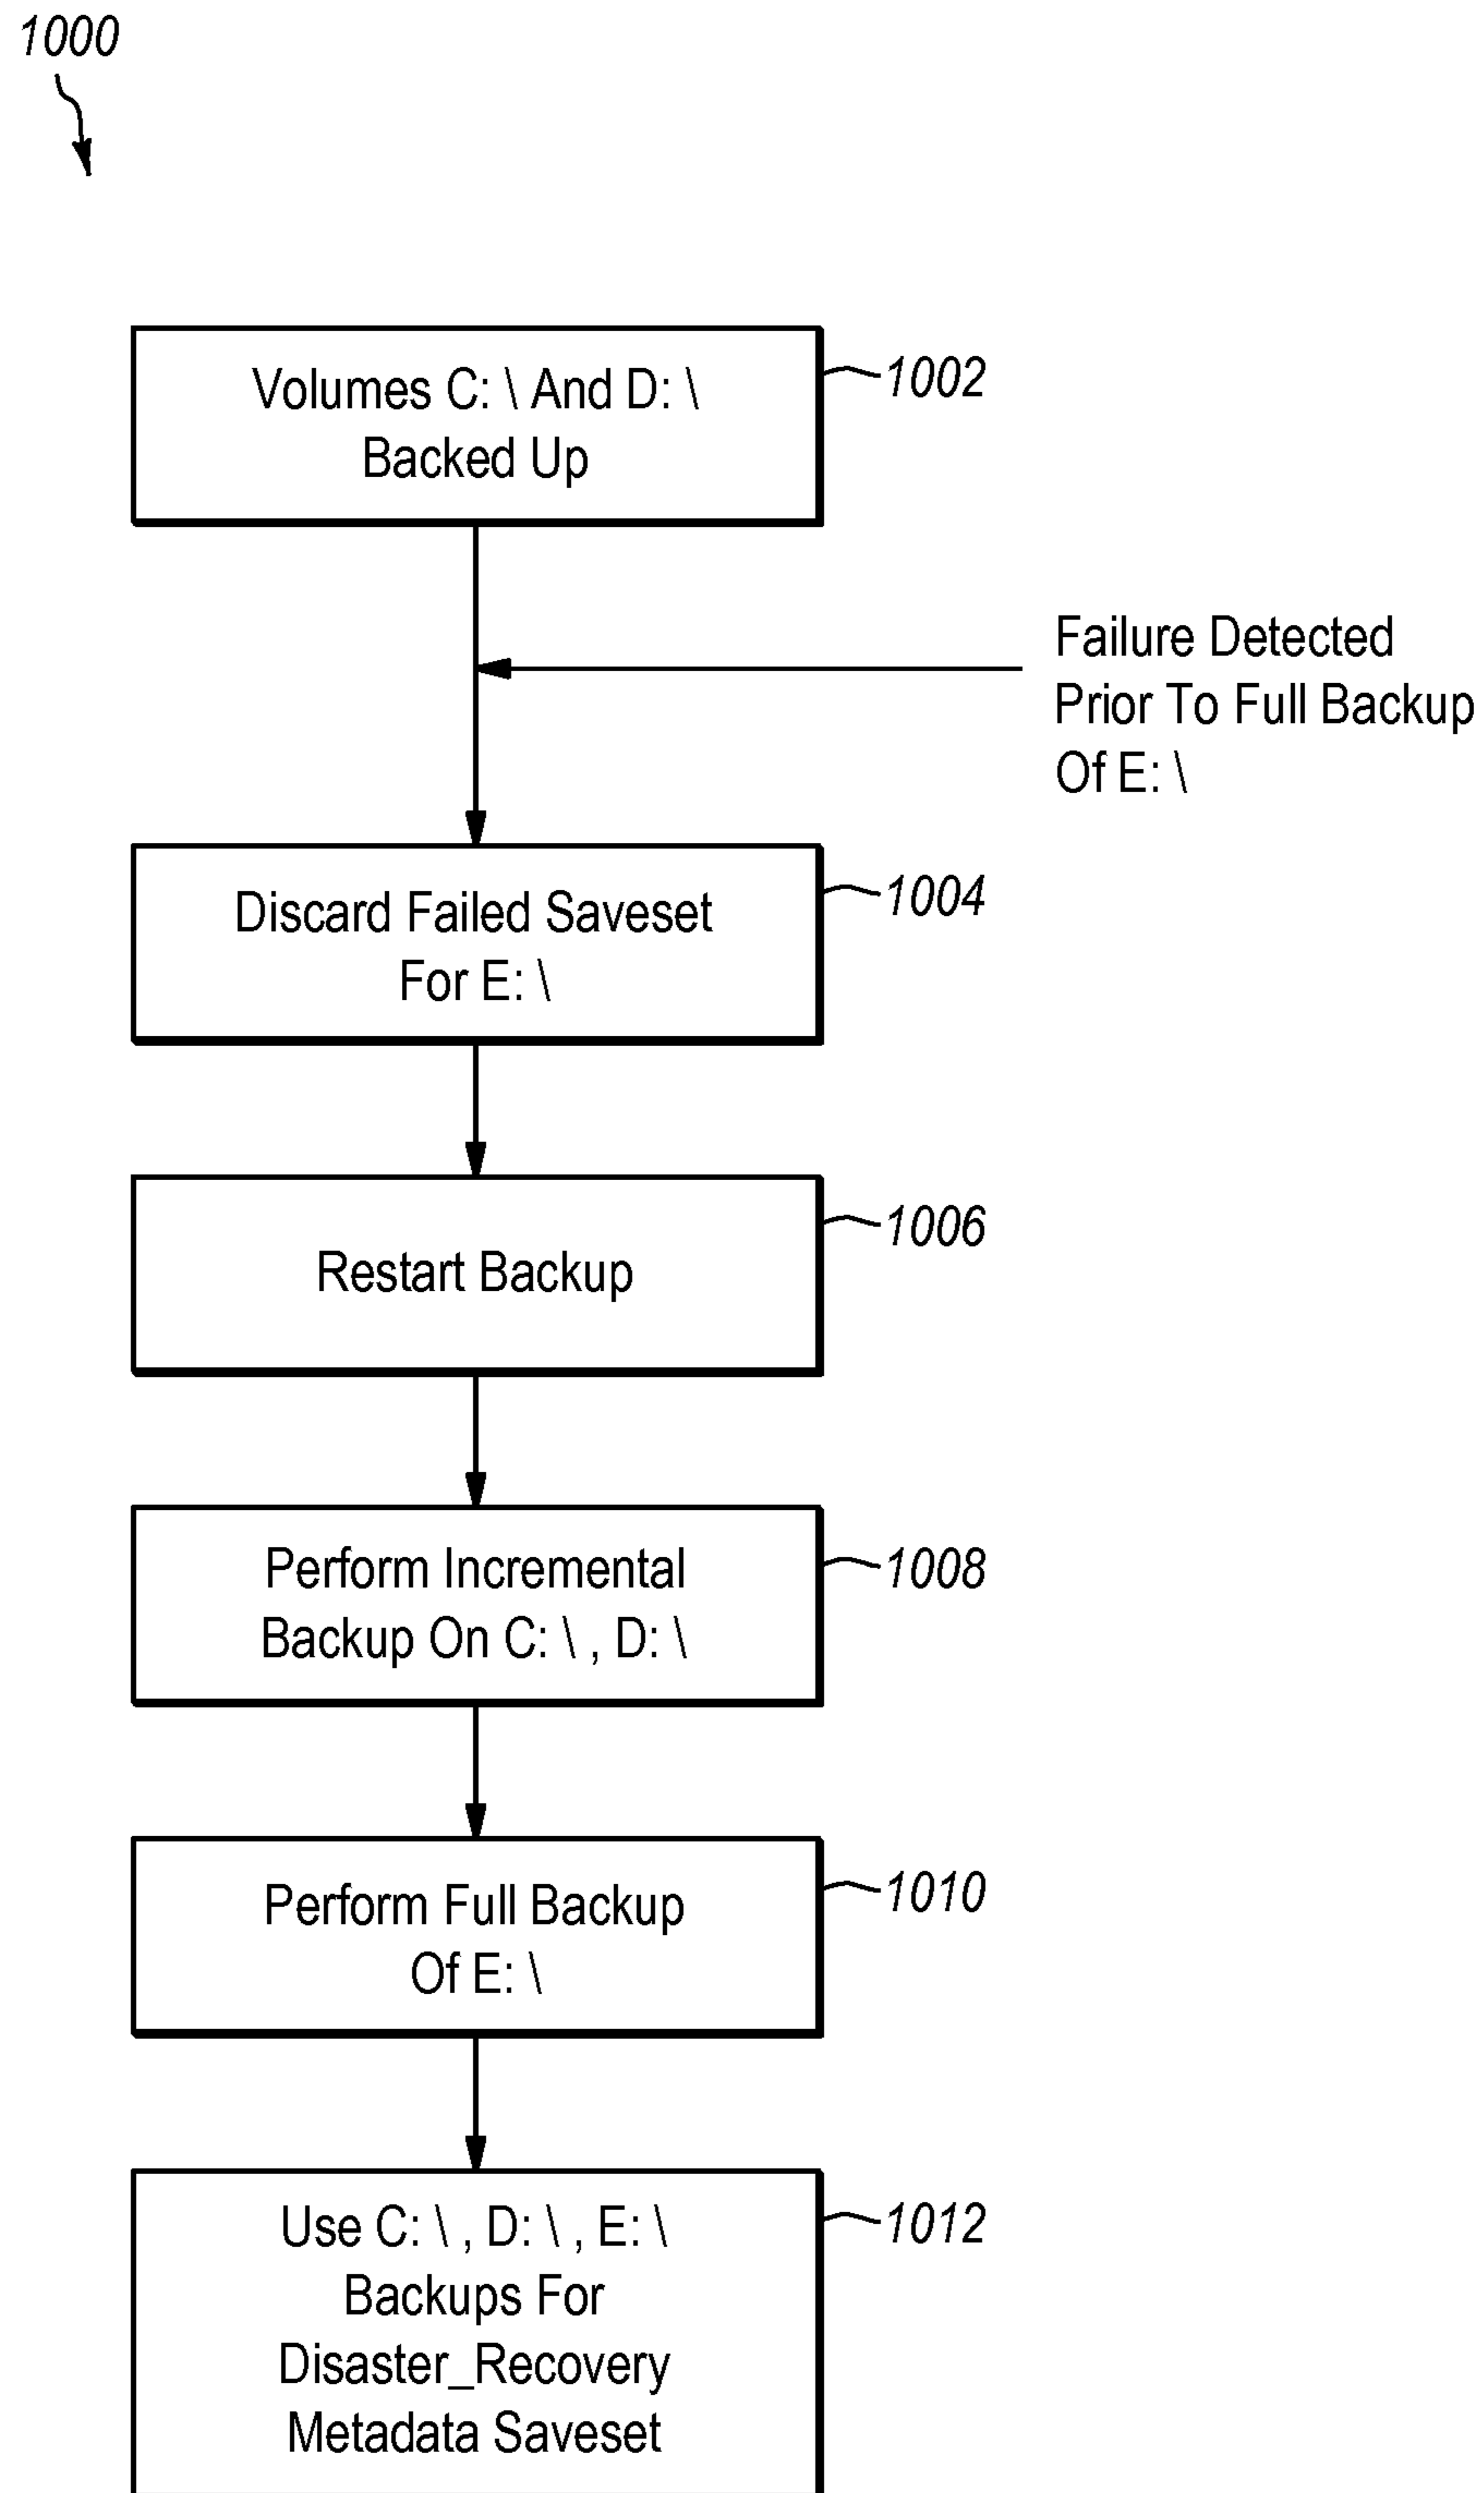 1000
Volumes C: \ And D: \
Backed Up
1002
Failure Detected
Prior To Full Backup
Of E: \
Discard Failed Saveset
For E: \
1004
Restart Backup
1006
Perform Incremental
Backup On C: \ , D: \
1008
Perform Full Backup
Of E: \
1010
Use C: \ , D: \ , E: \
Backups For
Disaster_Recovery
Metadata Saveset
1012